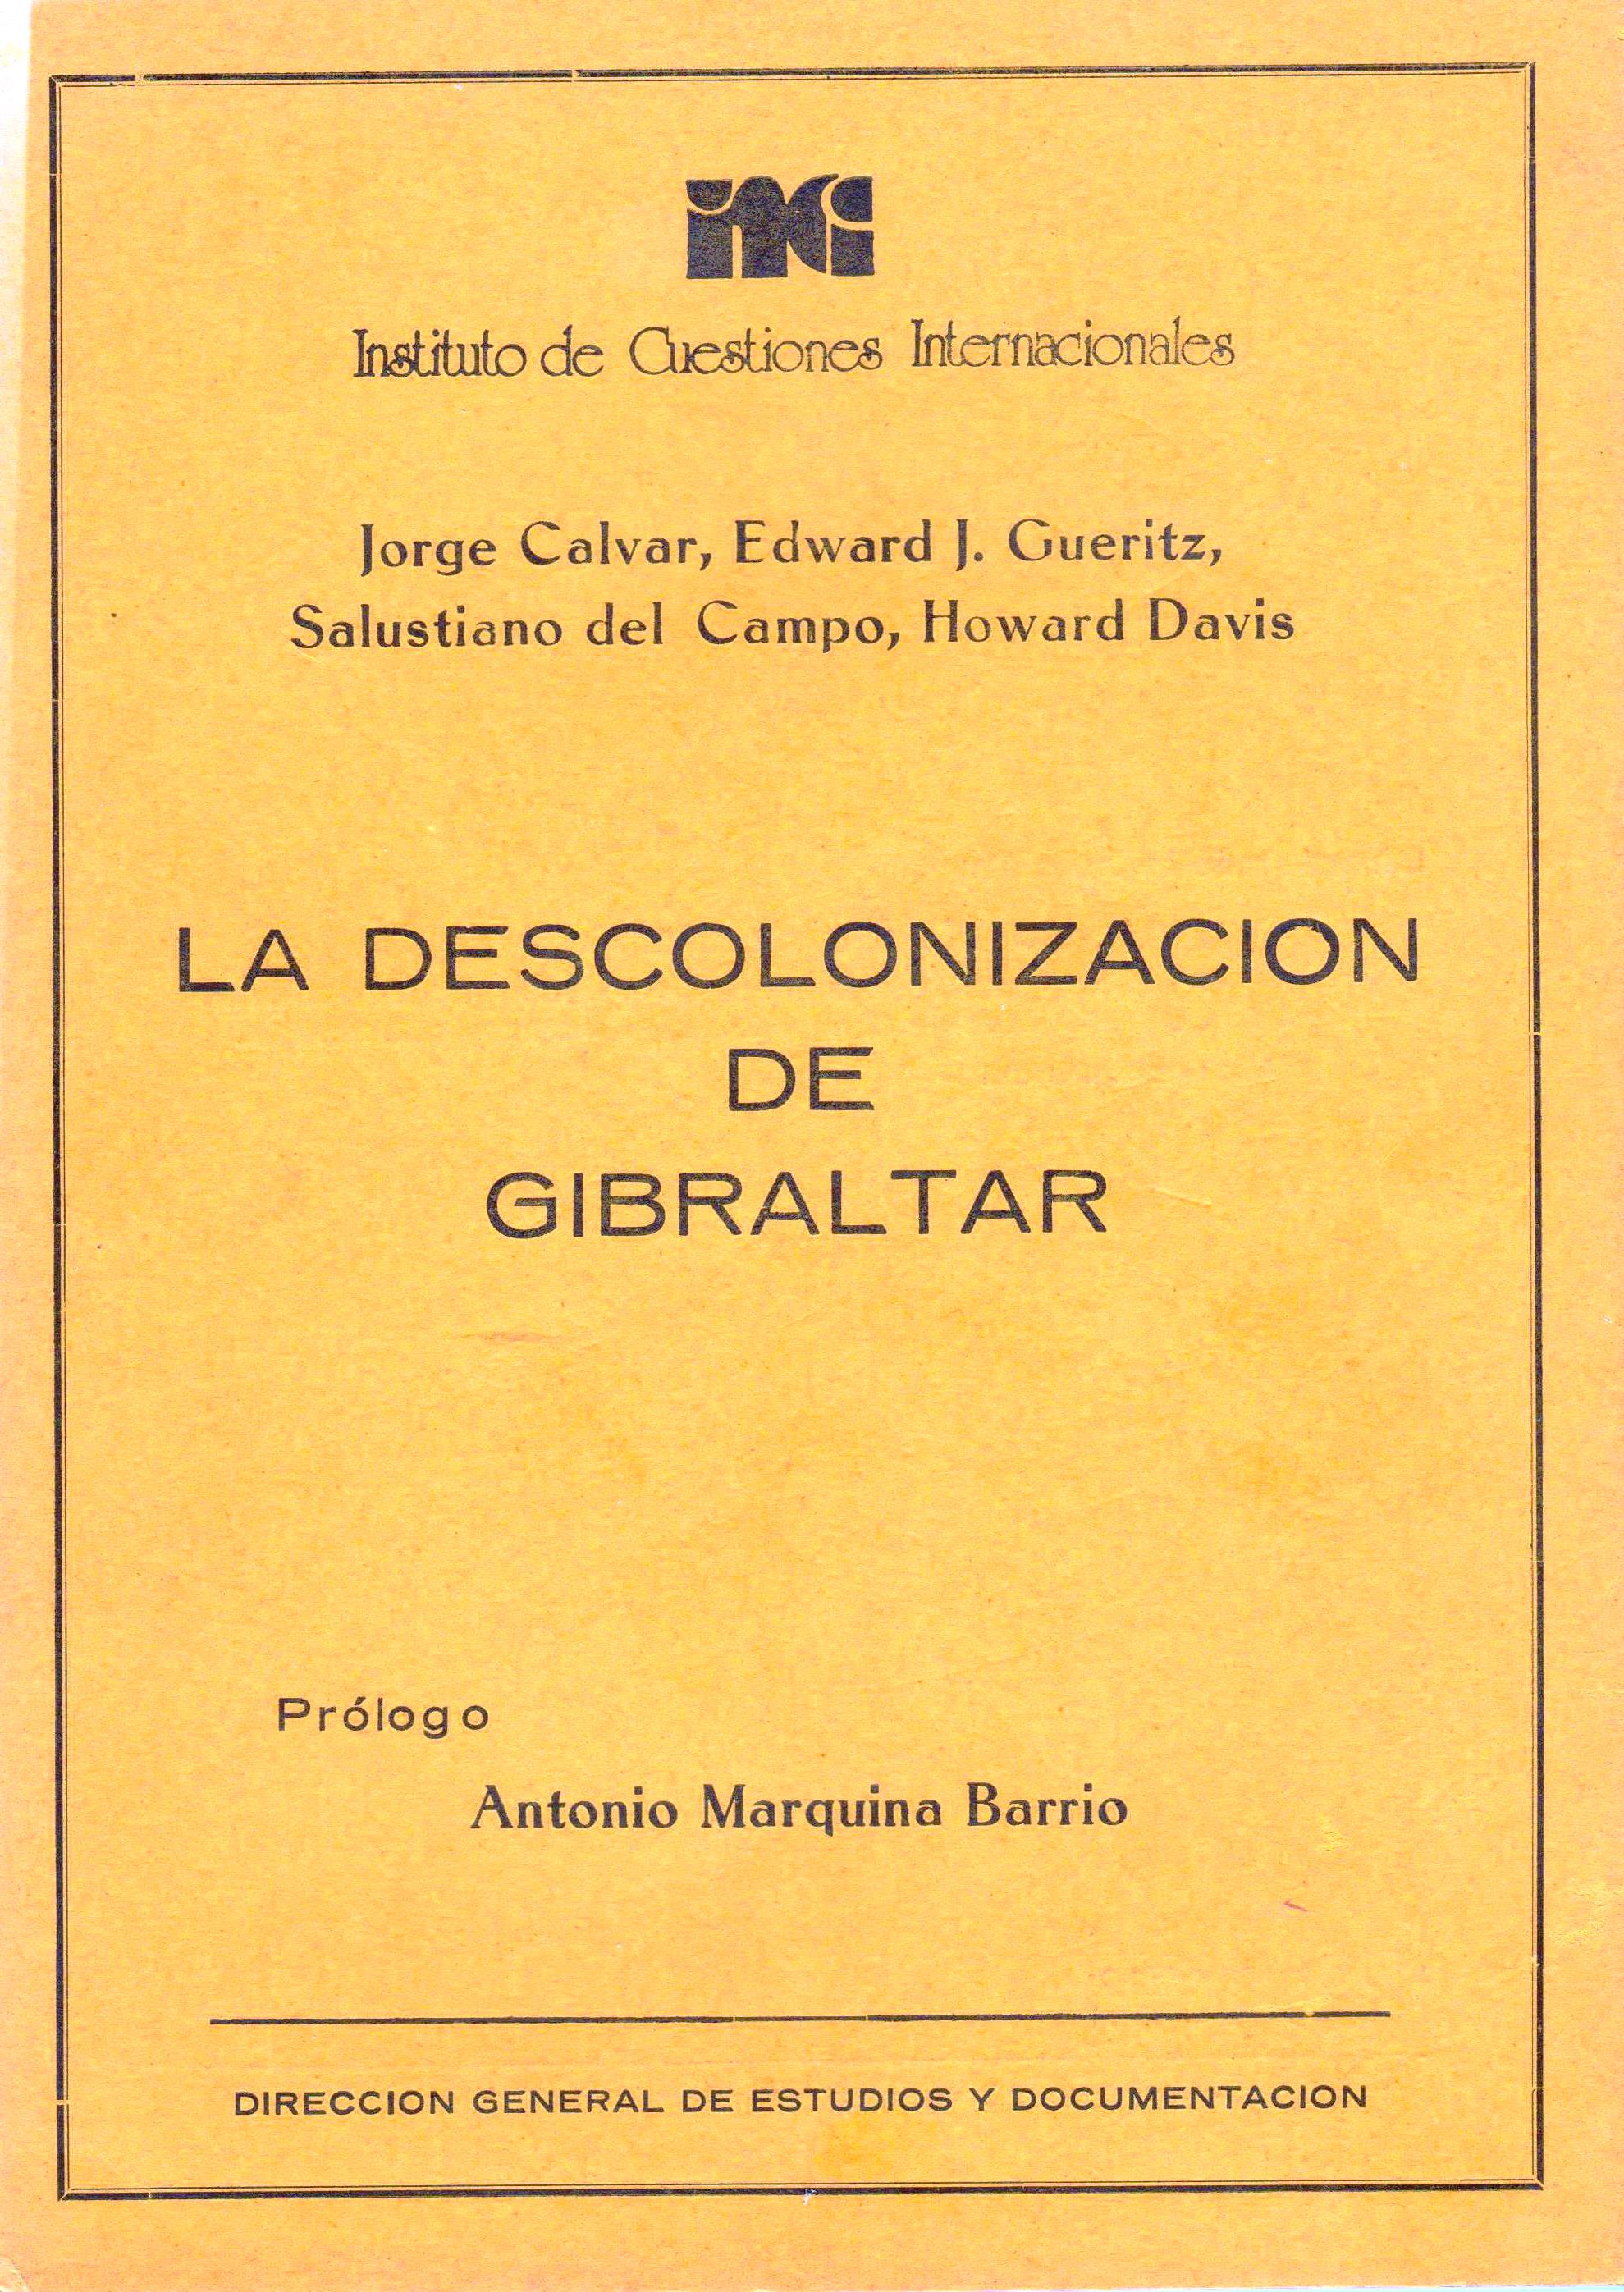 inci
Instituto de Cuestiones Internacionales
Jorge Calvar, Edward J. Gueritz,
Salustiano del Campo, Howard Davis
LA DESCOLONIZACION
DE
GIBRALTAR
Prólogo
Antonio Marquina Barrio
DIRECCION GENERAL DE ESTUDIOS Y DOCUMENTACION